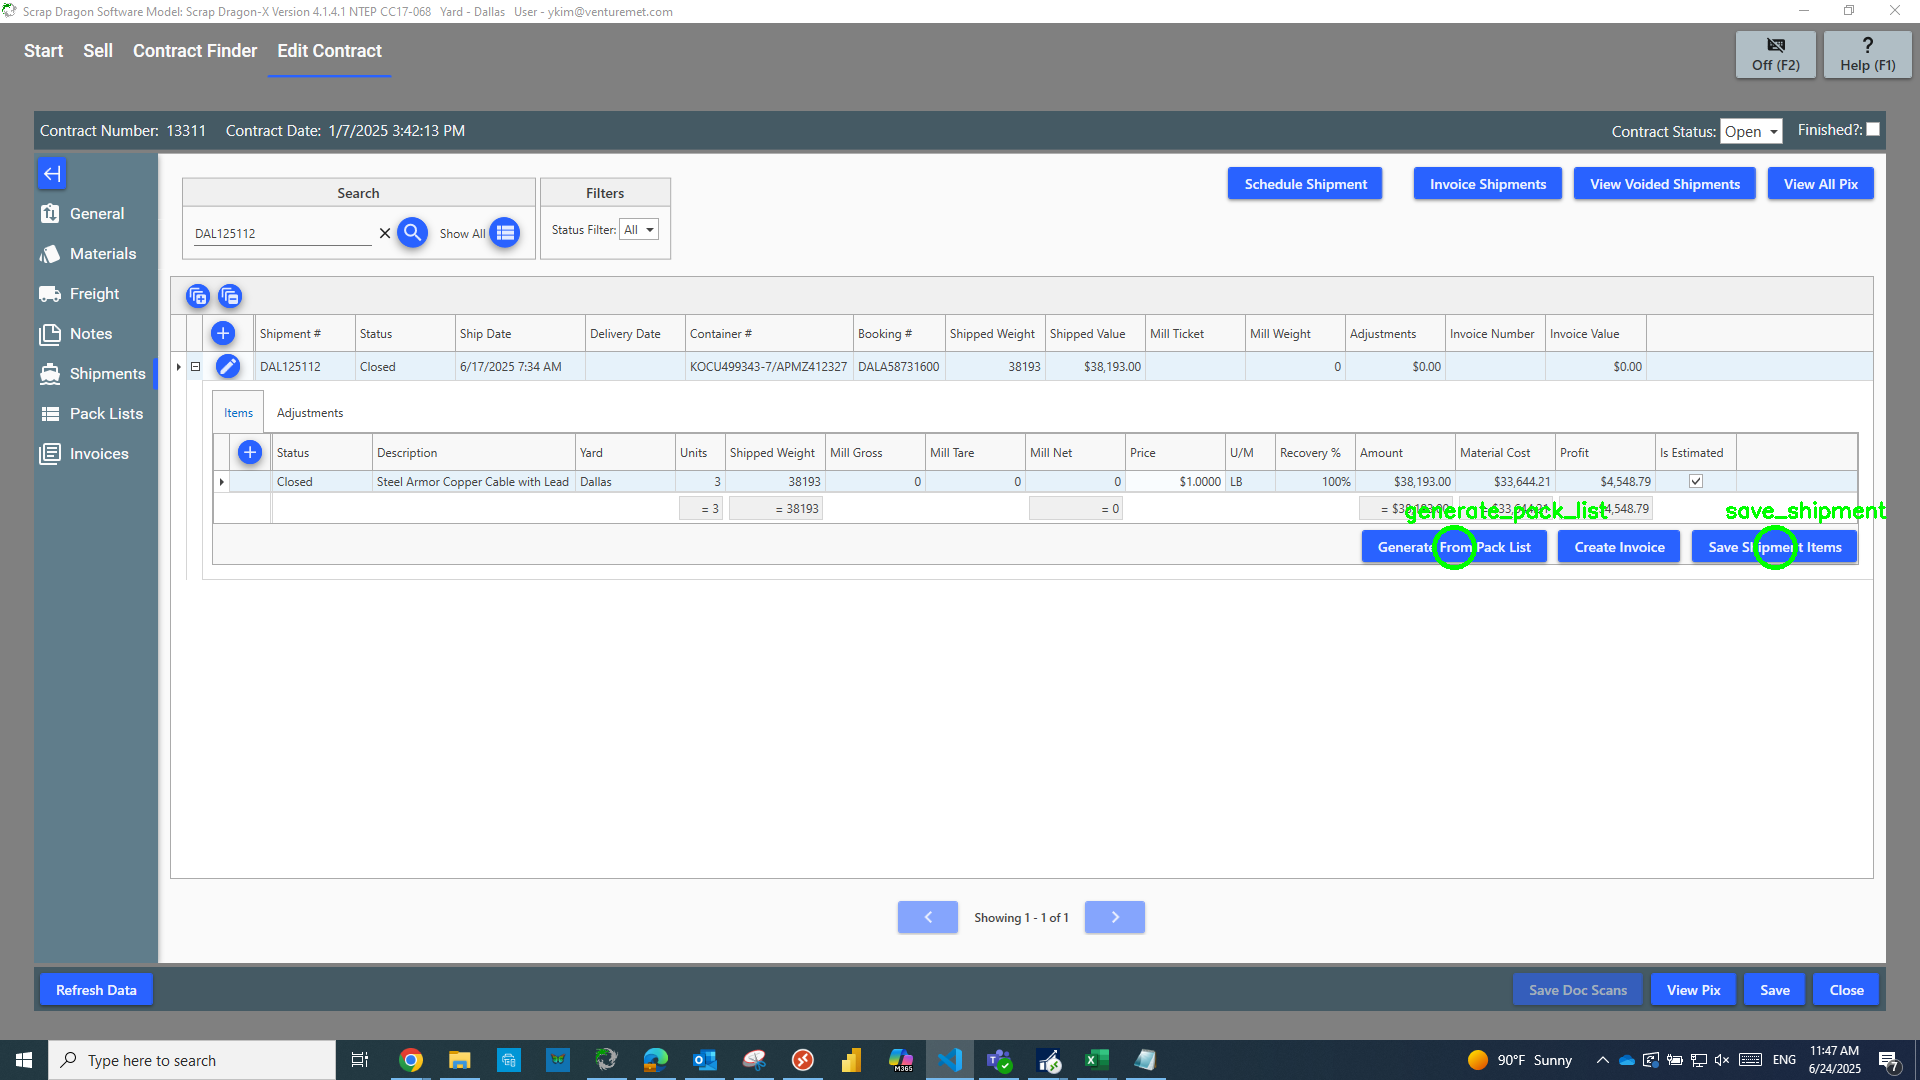 Scrap Dragon Software Model: Scrap Dragon-X Version 4.1.4.1 NTEP CC17-068 Yard - Dallas User - ykim@venturemet.com
Start Sell Contract Finder Edit Contract
Off (F2)
? Help (F1)
Contract Number: 13311 Contract Date: 1/7/2025 3:42:13 PM
Contract Status: Open Finished?:
General
Materials
Freight
Notes
Shipments
Pack Lists
Invoices
Search
DAL125112
Show All
Filters
Status Filter: All
Schedule Shipment
Invoice Shipments
View Voided Shipments
View All Pix
Shipment # Status Ship Date Delivery Date Container # Booking # Shipped Weight Shipped Value Mill Ticket Mill Weight Adjustments Invoice Number Invoice Value
DAL125112 Closed 6/17/2025 7:34 AM KOCU499343-7/APMZ412327 DALA58731600 38193 $38,193.00 0 $0.00 $0.00
Items Adjustments
Status Description Yard Units Shipped Weight Mill Gross Mill Tare Mill Net Price U/M Recovery % Amount Material Cost Profit Is Estimated
Closed Steel Armor Copper Cable with Lead Dallas 3 38193 0 0 0 $1.0000 LB 100% $38,193.00 $33,644.21 $4,548.79
= 3 = 38193 = 0
generate_pack_list save_shipment
Generate From Pack List Create Invoice Save Shipment Items
Showing 1 - 1 of 1
Refresh Data
Save Doc Scans View Pix Save Close
Type here to search
M365
90°F Sunny
ENG
11:47 AM
6/24/2025
7